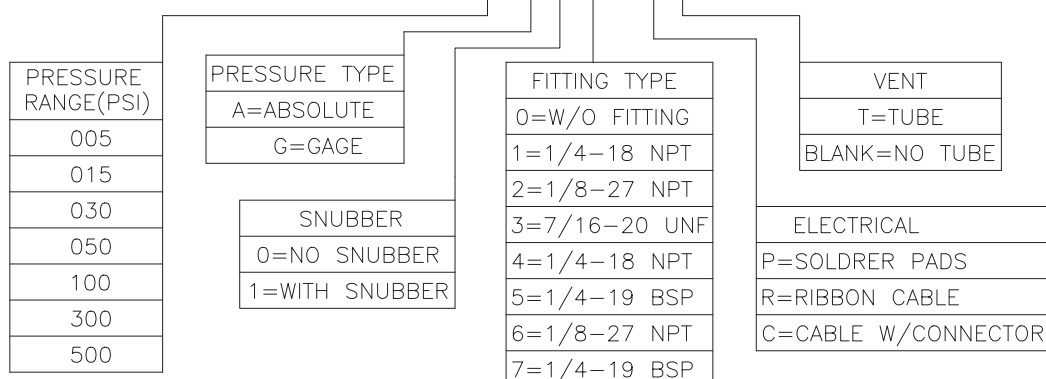 PRESSURE
RANGE(PSI)
005
015
030
050
100
300
500
PRESSURE TYPE
A=ABSOLUTE
G=GAGE
SNUBBER
0=NO SNUBBER
1=WITH SNUBBER
FITTING TYPE
0=W/O FITTING
1=1/4-18 NPT
2=1/8-27 NPT
3=7/16-20 UNF
4=1/4-18 NPT
5=1/4-19 BSP
6=1/8-27 NPT
7=1/4-19 BSP
VENT
T=TUBE
BLANK=NO TUBE
ELECTRICAL
P=SOLDRER PADS
R=RIBBON CABLE
C=CABLE W/CONNECTOR